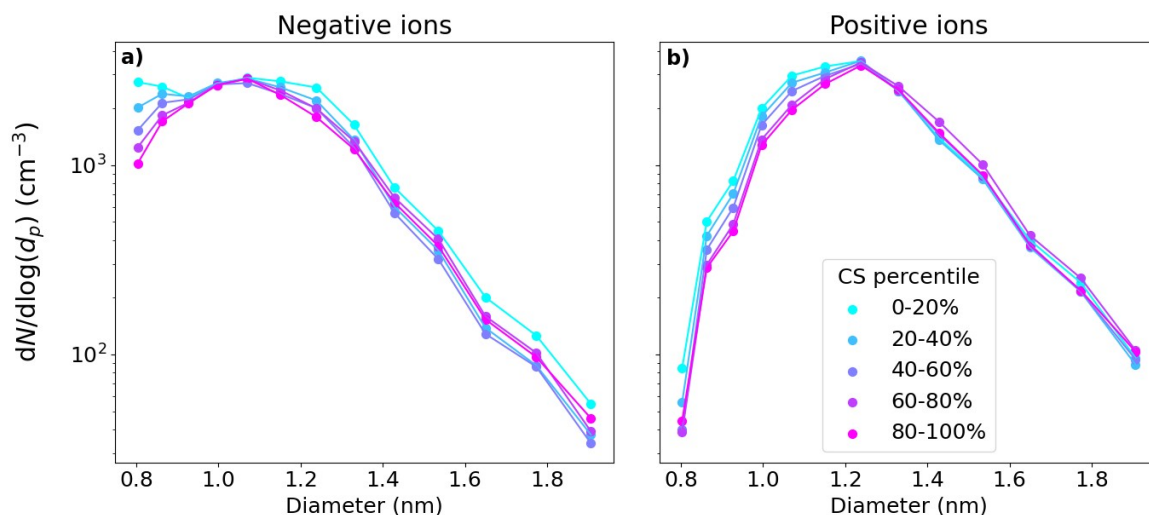 Negative ions
Positive ions
a)
b)
dN/dlog(d_p) (cm⁻³)
10³
10²
0.8 1.0 1.2 1.4 1.6 1.8
Diameter (nm)
0.8 1.0 1.2 1.4 1.6 1.8
Diameter (nm)
CS percentile
0-20%
20-40%
40-60%
60-80%
80-100%